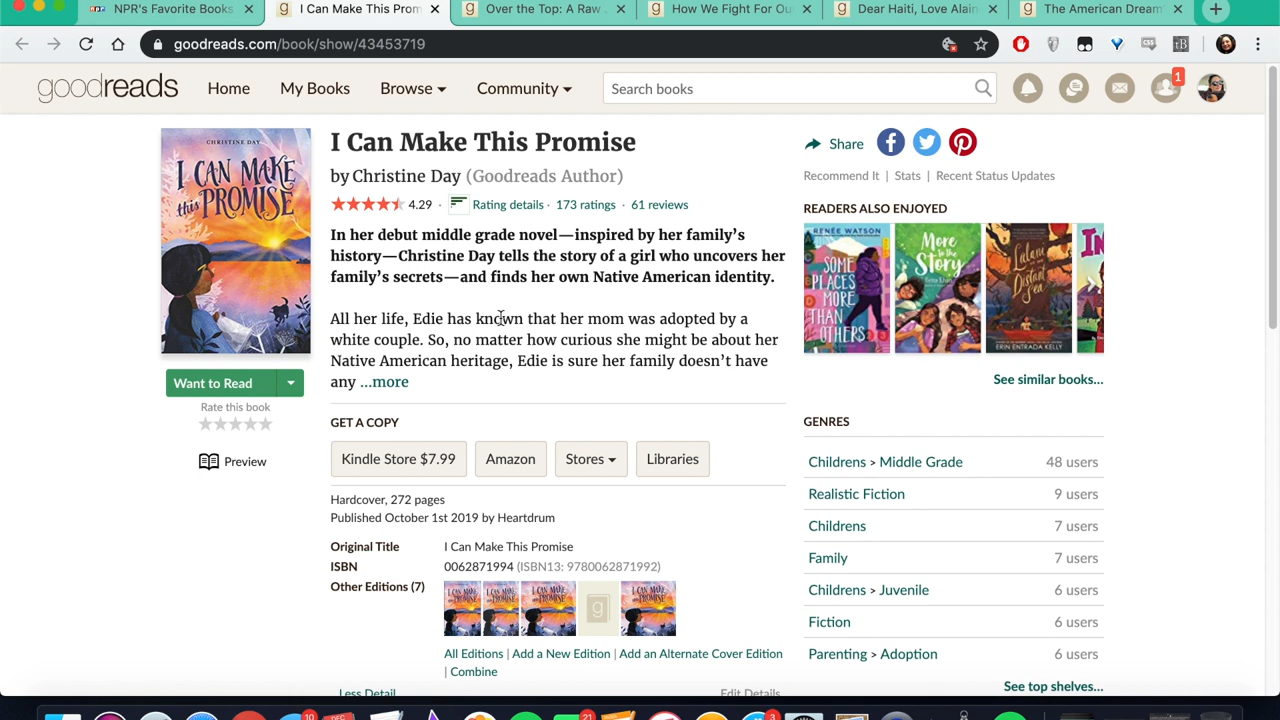 NPR's Favorite Books
I Can Make This Prom
Over the Top: A Raw
How We Fight For Ou
Dear Haiti, Love Alain
The American Dream
goodreads.com/book/show/43453719
goodreads
Home
My Books
Browse
Community
Search books
1
CHRISTINE DAY
I CAN MAKE
this PROMISE
Want to Read
Rate this book
Preview
I Can Make This Promise
by Christine Day (Goodreads Author)
4.29 · Rating details · 173 ratings · 61 reviews
In her debut middle grade novel—inspired by her family's
history—Christine Day tells the story of a girl who uncovers her
family's secrets—and finds her own Native American identity.
All her life, Edie has known that her mom was adopted by a
white couple. So, no matter how curious she might be about her
Native American heritage, Edie is sure her family doesn't have
any ...more
GET A COPY
Kindle Store $7.99
Amazon
Stores
Libraries
Hardcover, 272 pages
Published October 1st 2019 by Heartdrum
Original Title I Can Make This Promise
ISBN 0062871994 (ISBN13: 9780062871992)
Other Editions (7)
All Editions | Add a New Edition | Add an Alternate Cover Edition
| Combine
Less Detail
Edit Details
Share
Recommend It | Stats | Recent Status Updates
READERS ALSO ENJOYED
RENÉE WATSON
SOME
PLACES
MORE
THAN
OTHERS
More
to the
Story
ERIN ENTRADA KELLY
See similar books…
GENRES
Childrens > Middle Grade 48 users
Realistic Fiction 9 users
Childrens 7 users
Family 7 users
Childrens > Juvenile 6 users
Fiction 6 users
Parenting > Adoption 6 users
See top shelves…
10
DEC
21
3